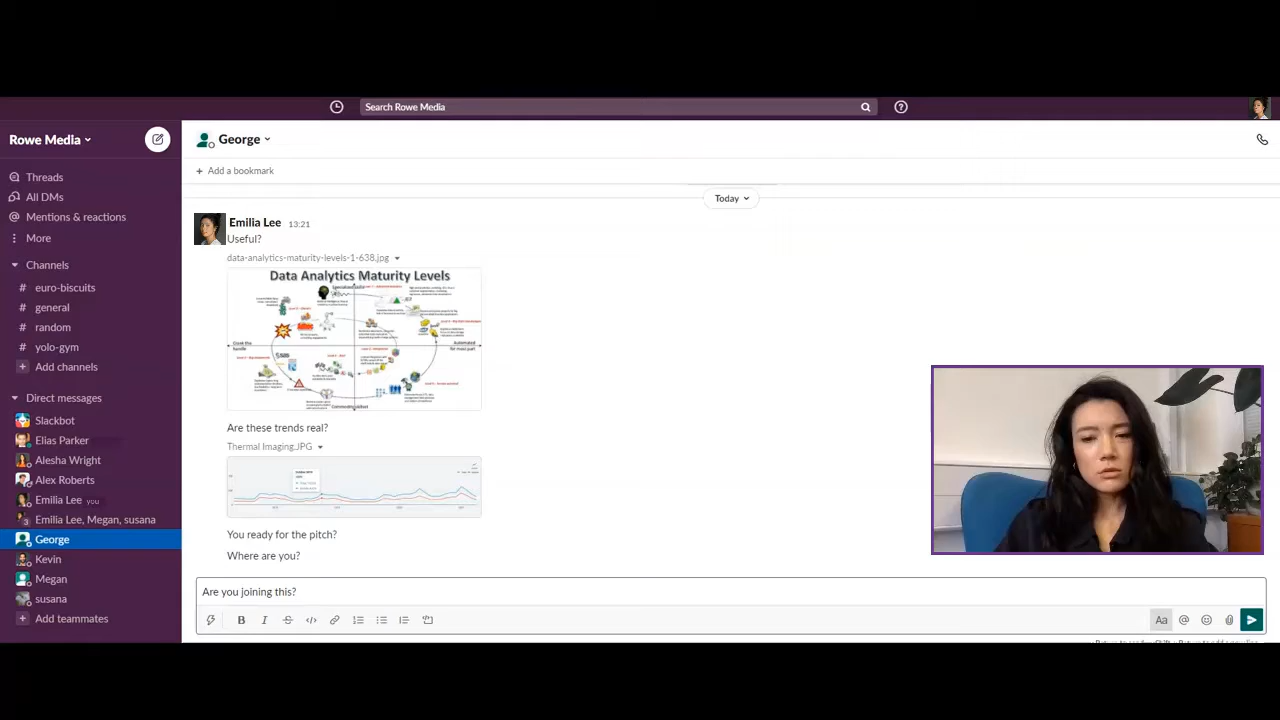 Search Rowe Media
Rowe Media
George
Threads
+ Add a bookmark
All DMs
Today
Mentions & reactions
Emilia Lee 13:21
More
Useful?
data-analytics-maturity-levels-1-638.jpg
Channels
Data Analytics Maturity Levels
# euro-biscuits
# general
# random
# yolo-gym
Add channels
Direct messages
Slackbot
Are these trends real?
Elias Parker
Thermal Imaging.JPG
Alesha Wright
Alex Roberts
Emilia Lee you
3 Emilia Lee, Megan, susana
You ready for the pitch?
George
Where are you?
Kevin
Megan
Are you joining this?
susana
Add teammates
B I S Aa @